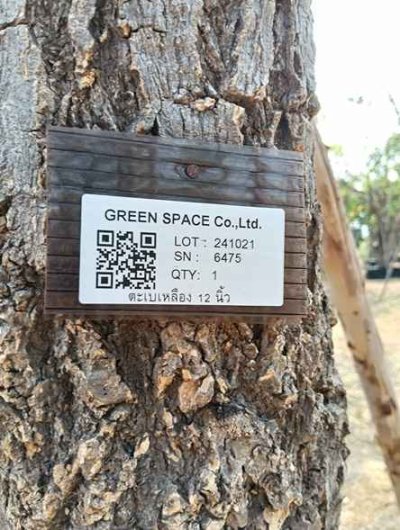 GREEN SPACE Co.,Ltd.
LOT : 241021
SN : 6475
QTY: 1
ตะเบเหลือง 12 นิ้ว